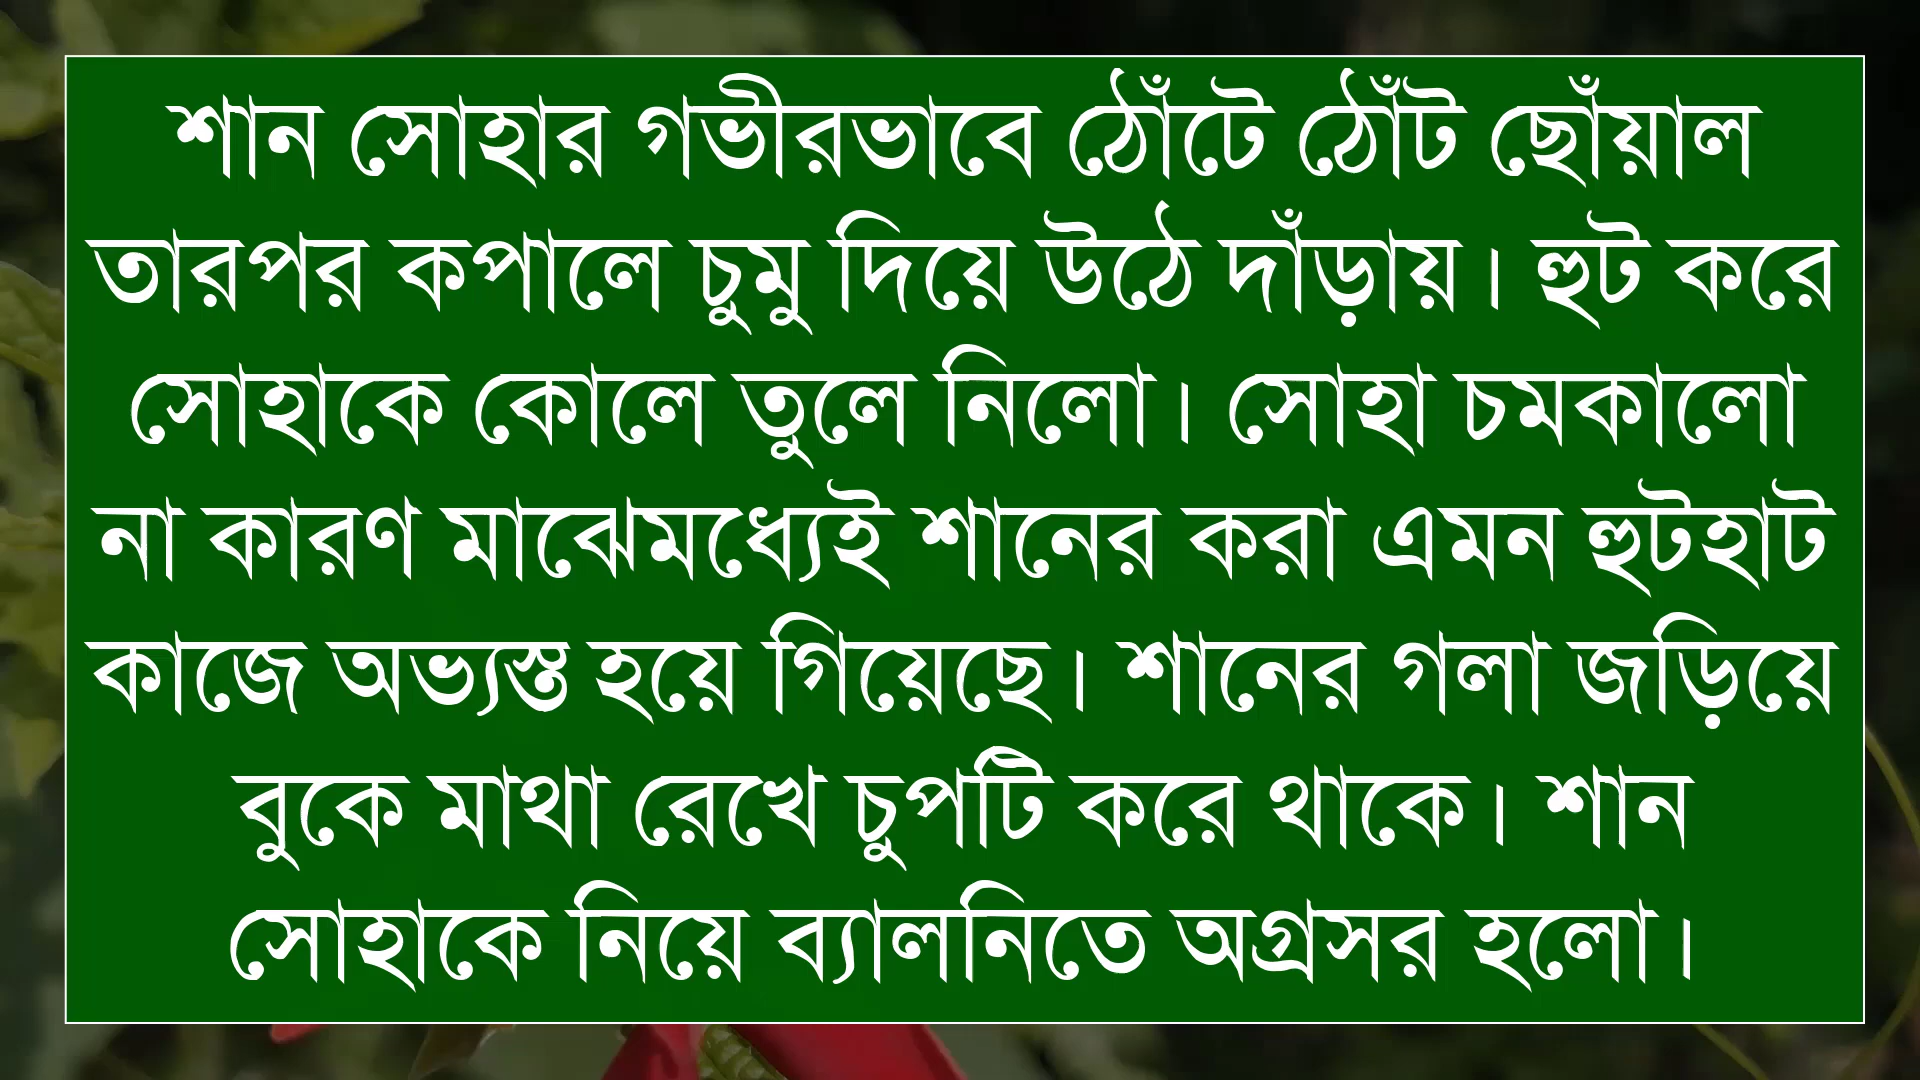 শান সোহার গভীরভাবে ঠোঁটে ঠোঁট ছোঁয়াল
তারপর কপালে চুমু দিয়ে উঠে দাঁড়ায়। হুট করে
সোহাকে কোলে তুলে নিলো। সোহা চমকালো
না কারণ মাঝেমধ্যেই শানের করা এমন হুটহাট
কাজে অভ্যস্ত হয়ে গিয়েছে। শানের গলা জড়িয়ে
বুকে মাথা রেখে চুপটি করে থাকে। শান
সোহাকে নিয়ে ব্যালনিতে অগ্রসর হলো।